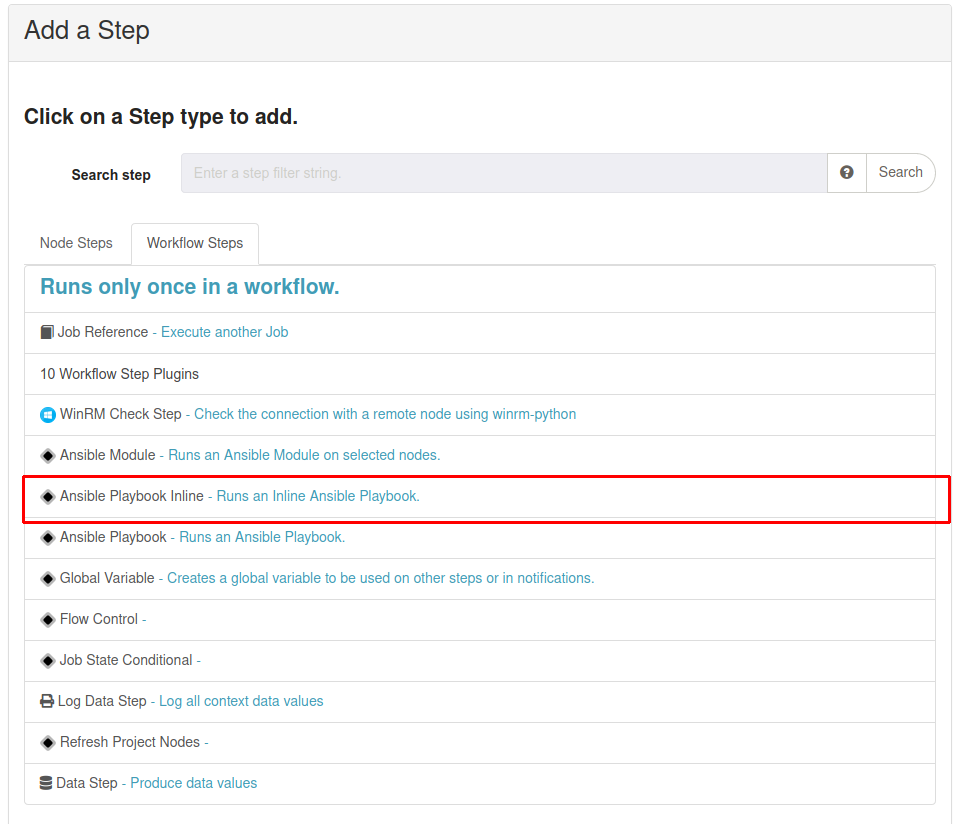 Add a Step
Click on a Step type to add.
Search step
Enter a step filter string.
Search
Node Steps
Workflow Steps
Runs only once in a workflow.
Job Reference - Execute another Job
10 Workflow Step Plugins
WinRM Check Step - Check the connection with a remote node using winrm-python
Ansible Module - Runs an Ansible Module on selected nodes.
Ansible Playbook Inline - Runs an Inline Ansible Playbook.
Ansible Playbook - Runs an Ansible Playbook.
Global Variable - Creates a global variable to be used on other steps or in notifications.
Flow Control -
Job State Conditional -
Log Data Step - Log all context data values
Refresh Project Nodes -
Data Step - Produce data values